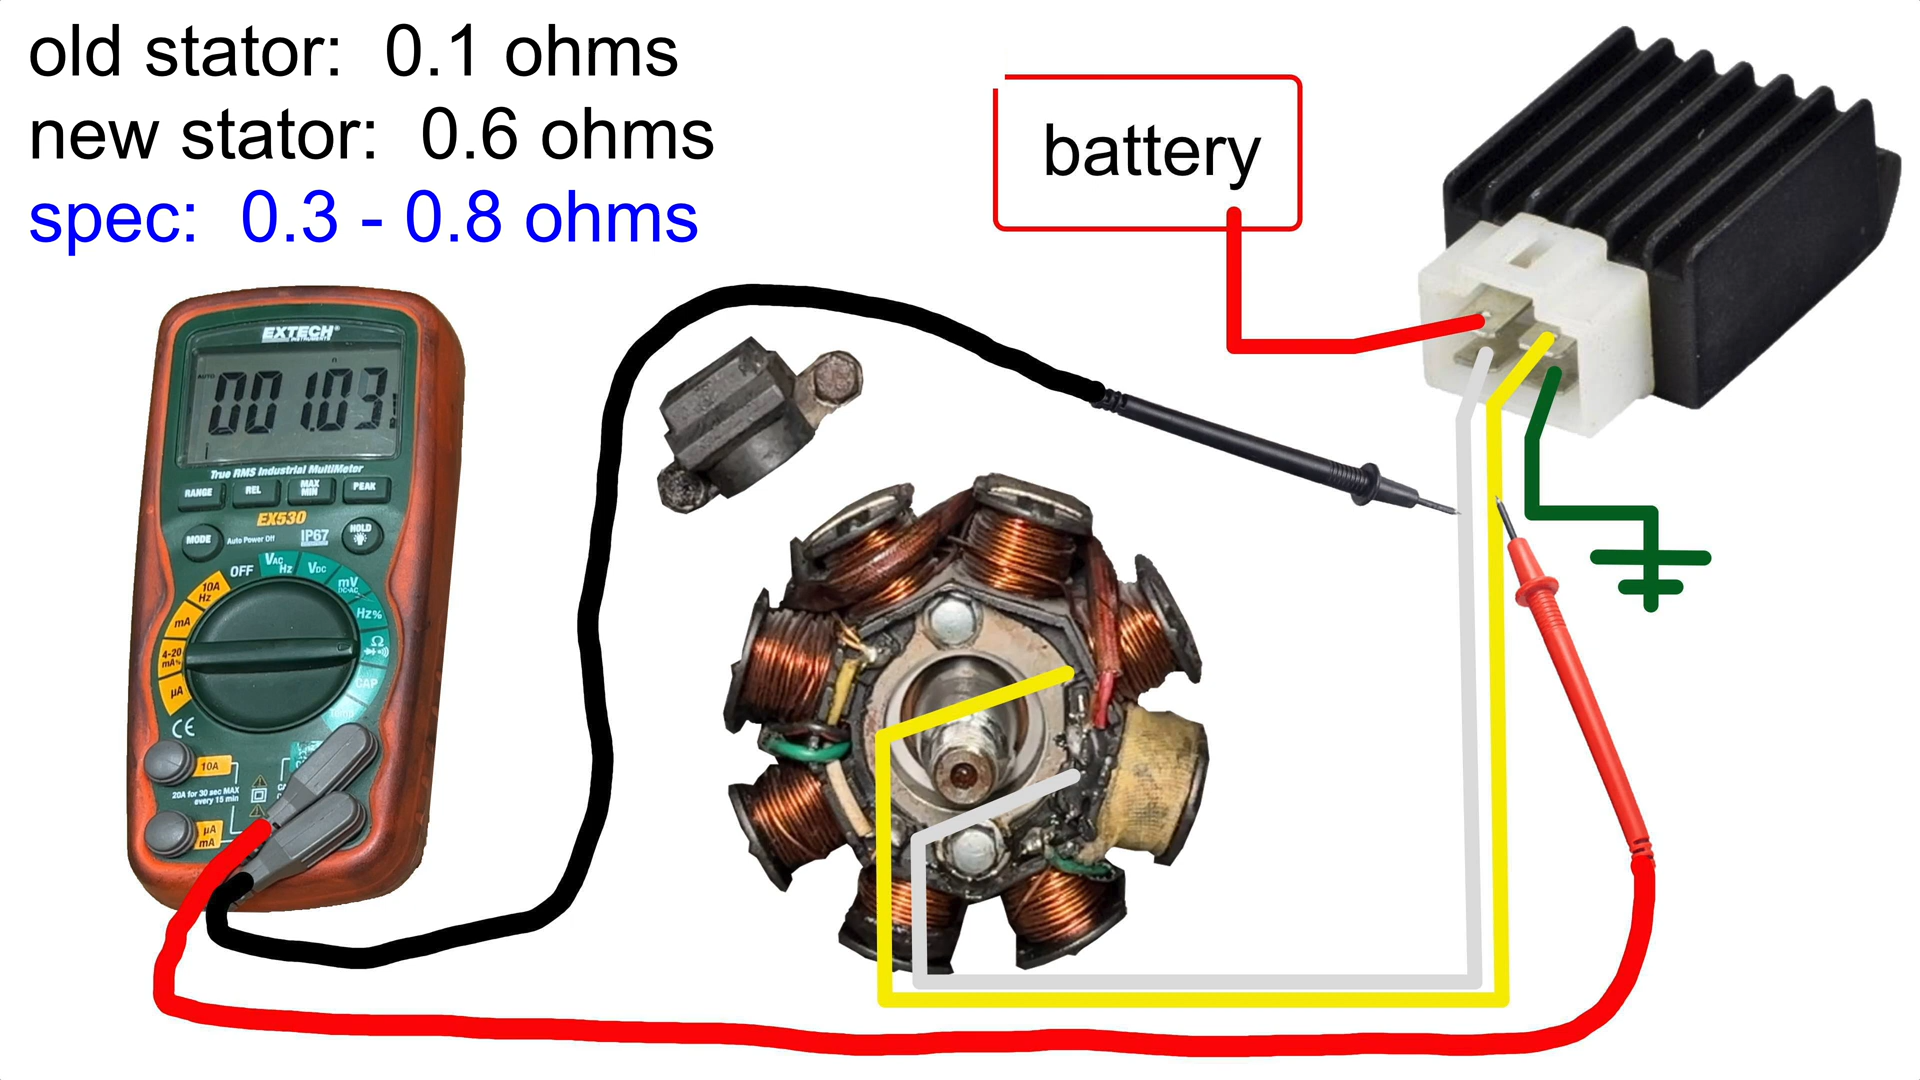 old stator: 0.1 ohms
new stator: 0.6 ohms
spec: 0.3 - 0.8 ohms
battery
EXTECH
INSTRUMENTS
AUTO
001.03
True RMS Industrial MultiMeter
RANGE REL MAX MIN PEAK
EX530
MODE Auto Power Off IP67 HOLD
OFF VAC Hz VDC mV
10A Hz
Hz%
mA
Ω
4-20 mA%
CAP
µA
CE
10A
20A for 30 sec MAX
every 15 min
µA
mA